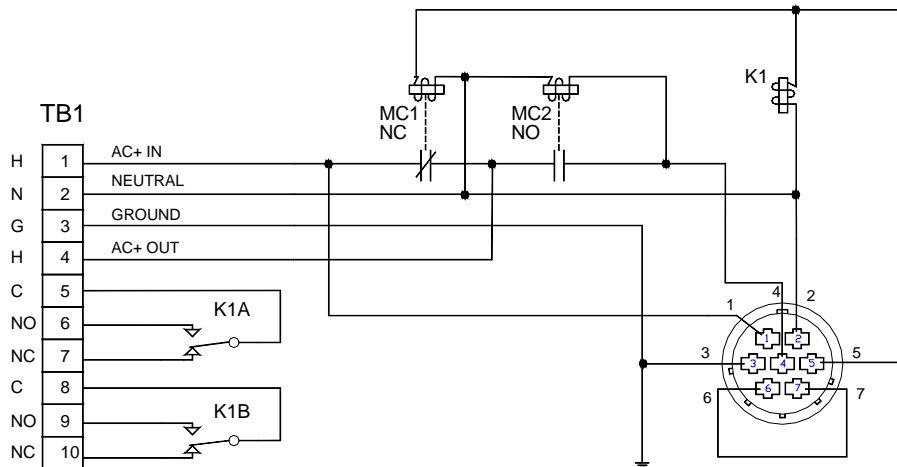 K1
MC1
NC
MC2
NO
TB1
H 1 AC+ IN
N 2 NEUTRAL
G 3 GROUND
H 4 AC+ OUT
C 5
NO 6 K1A
NC 7
C 8
NO 9 K1B
NC 10
1 4 2
3 5
6 7
1 2
3 4 5
6 7